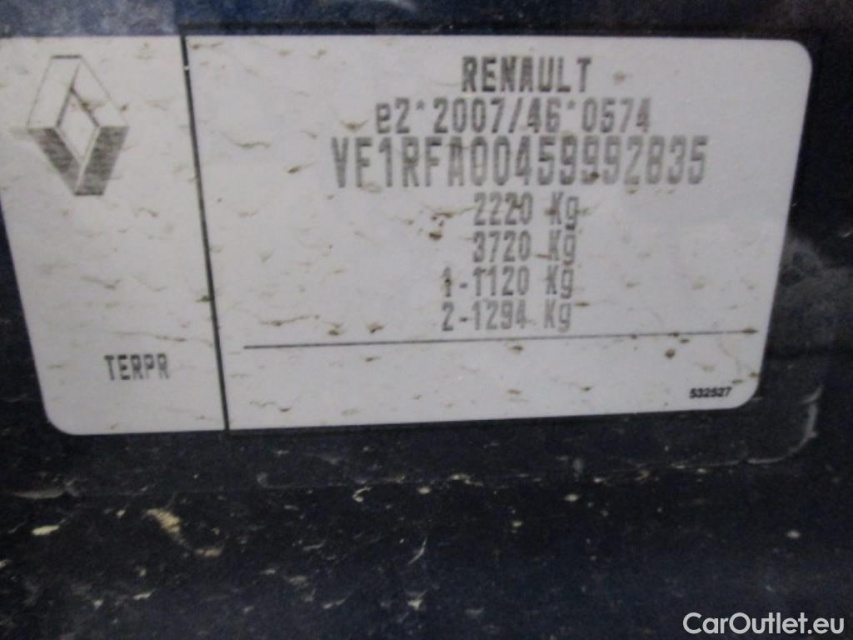 RENAULT
e2*2007/46*0574
VF1RFA00459992835
2220 Kg
3720 Kg
1-1120 Kg
2-1294 Kg
TERPR
532527
CarOutlet.eu